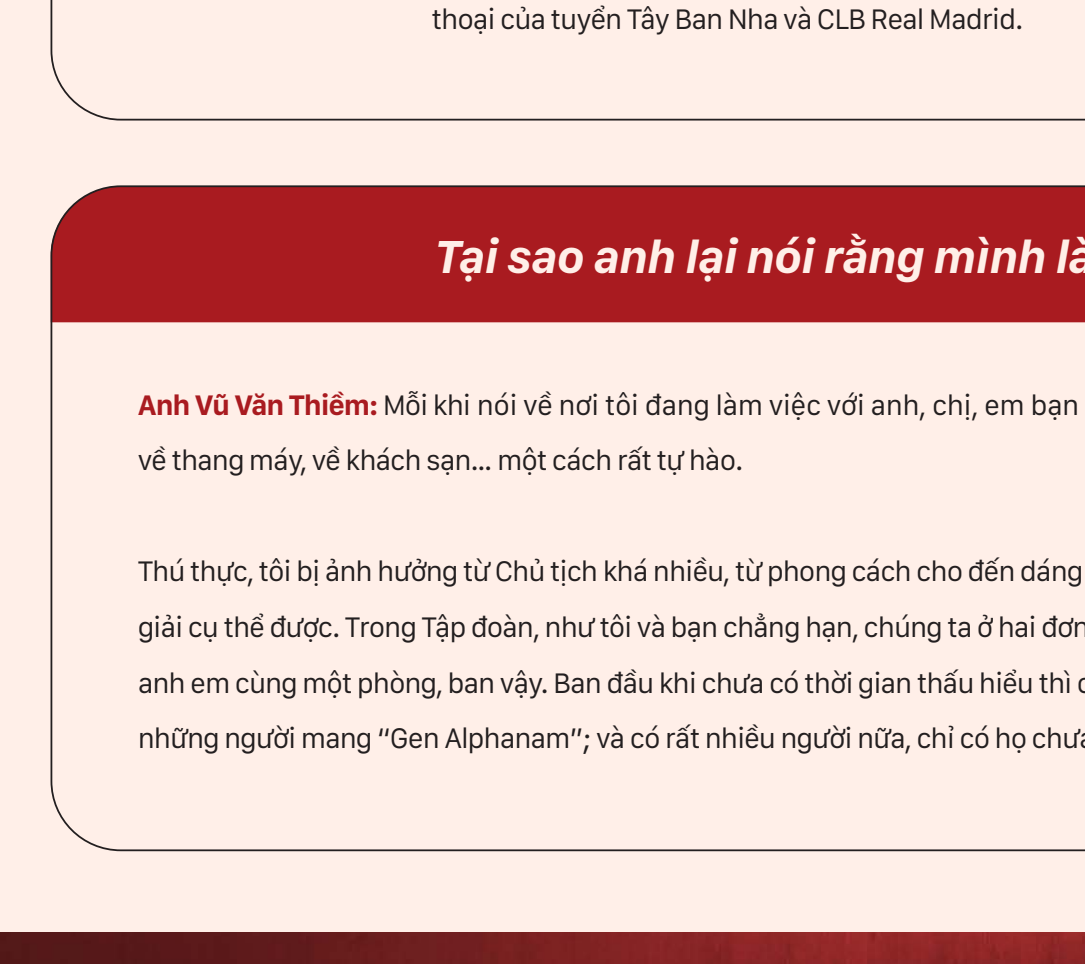 thoại của tuyển Tây Ban Nha và CLB Real Madrid.
Tại sao anh lại nói rằng mình là
Anh Vũ Văn Thiềm: Mỗi khi nói về nơi tôi đang làm việc với anh, chị, em bạn
về thang máy, về khách sạn... một cách rất tự hào.
Thú thực, tôi bị ảnh hưởng từ Chủ tịch khá nhiều, từ phong cách cho đến dáng
giải cụ thể được. Trong Tập đoàn, như tôi và bạn chẳng hạn, chúng ta ở hai
anh em cùng một phòng, ban vậy. Ban đầu khi chưa có thời gian thấu hiểu thì
những người mang “Gen Alphanam”; và có rất nhiều người nữa, chỉ có họ chưa